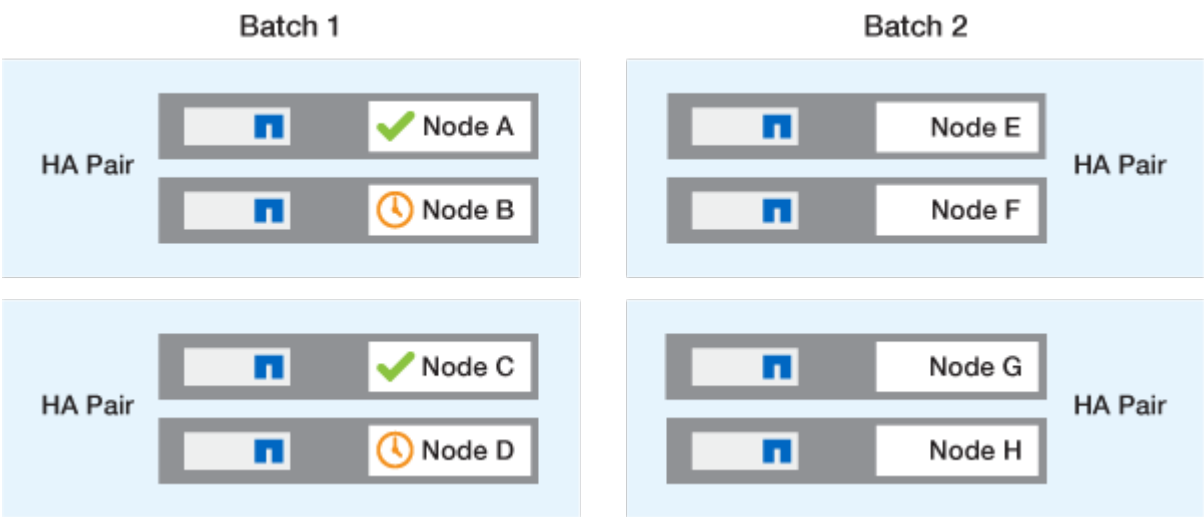 Batch 1
HA Pair
Node A
Node B
HA Pair
Node C
Node D
Batch 2
Node E
Node F
HA Pair
Node G
Node H
HA Pair